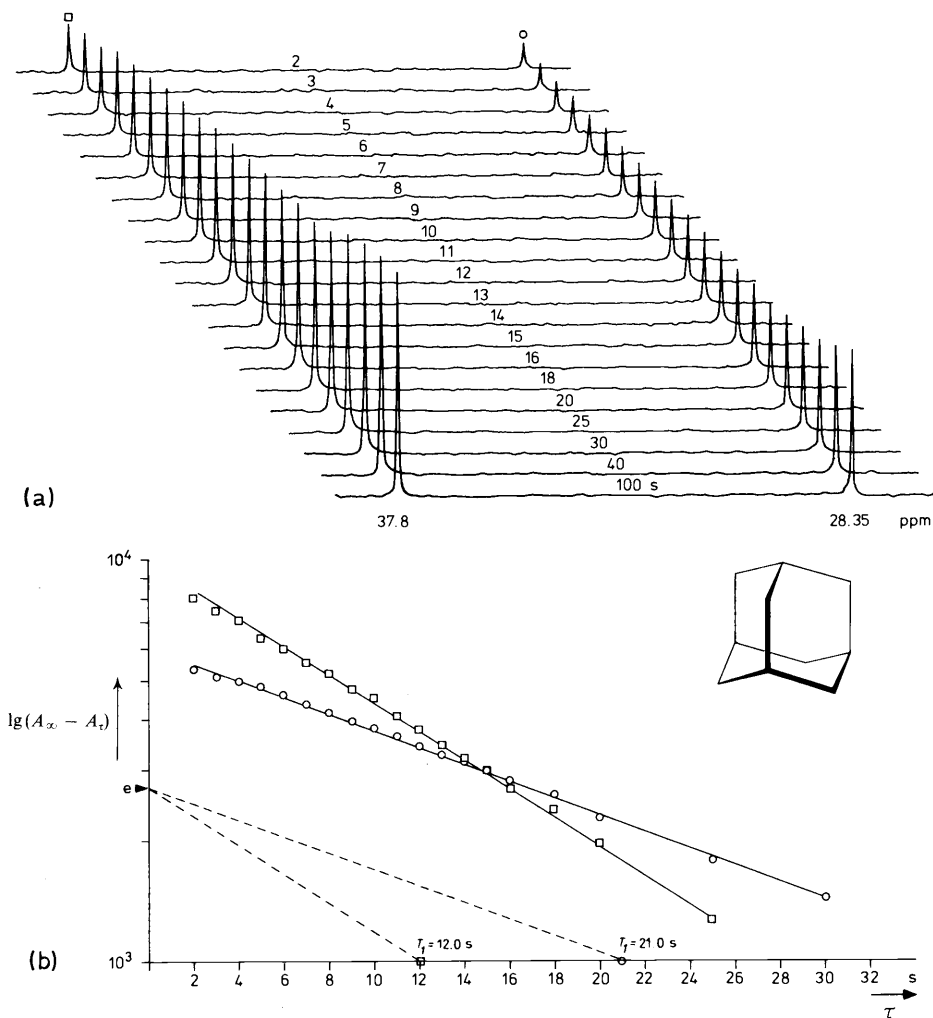 2
3
4
5
6
7
8
9
10
11
12
13
14
15
16
18
20
25
30
40
100 s
(a)
37.8 28.35 ppm
10⁴
lg(A∞ − Aτ)
e
T₁ = 12.0 s T₁ = 21.0 s
(b)
10³
2 4 6 8 10 12 14 16 18 20 22 24 26 28 30 32 s
τ